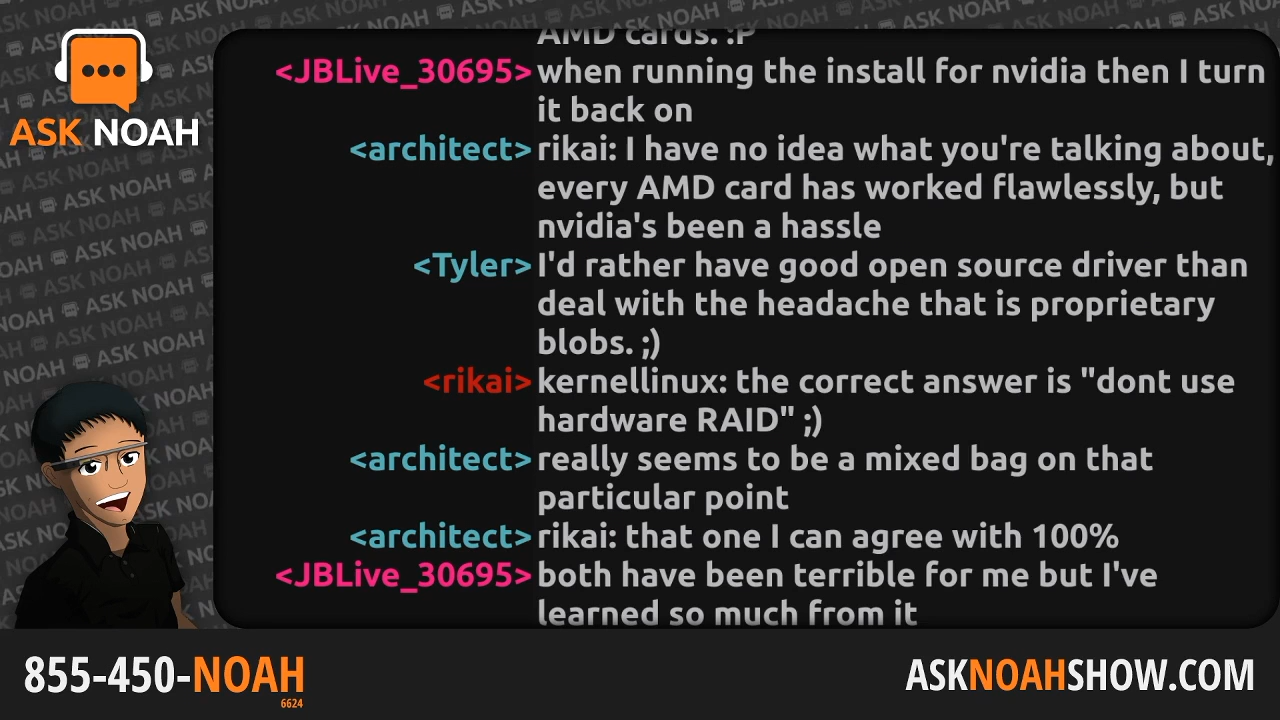 ASK NOAH
AMD cards. :P
<JBLive_30695> when running the install for nvidia then I turn
it back on
<architect> rikai: I have no idea what you're talking about,
every AMD card has worked flawlessly, but
nvidia's been a hassle
<Tyler> I'd rather have good open source driver than
deal with the headache that is proprietary
blobs. ;)
<rikai> kernellinux: the correct answer is "dont use
hardware RAID" ;)
<architect> really seems to be a mixed bag on that
particular point
<architect> rikai: that one I can agree with 100%
<JBLive_30695> both have been terrible for me but I've
learned so much from it
855-450-NOAH
6624
ASKNOAHSHOW.COM